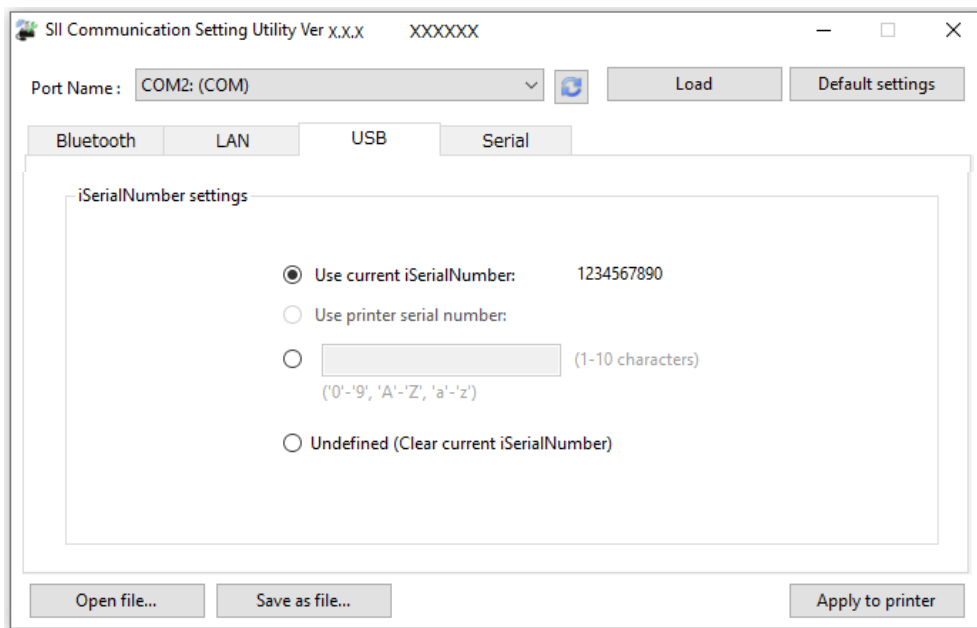 SII Communication Setting Utility Ver x.x.x XXXXXX
Port Name : COM2: (COM) Load Default settings
Bluetooth LAN USB Serial
iSerialNumber settings
Use current iSerialNumber: 1234567890
Use printer serial number:
(1-10 characters)
('0'-'9', 'A'-'Z', 'a'-'z')
Undefined (Clear current iSerialNumber)
Open file... Save as file... Apply to printer